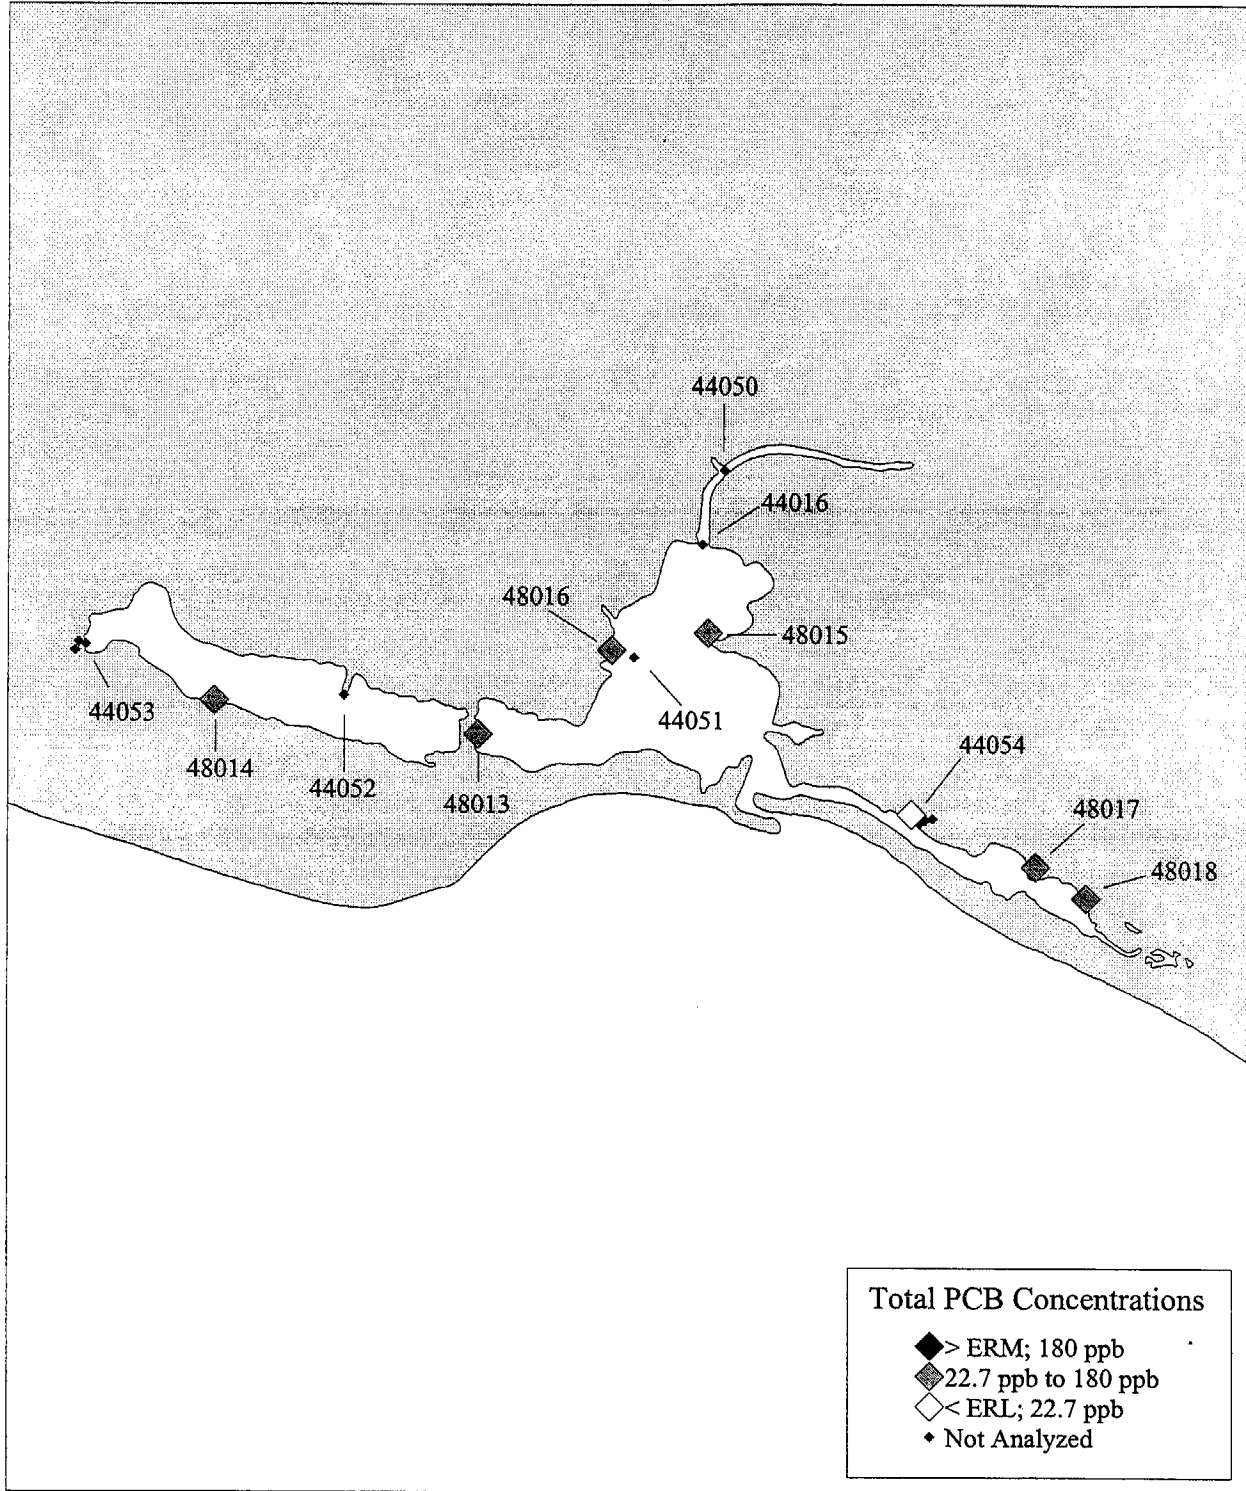 44050
44016
48016
48015
44053
44051
48014
44052
48013
44054
48017
48018
Total PCB Concentrations
> ERM; 180 ppb
22.7 ppb to 180 ppb
< ERL; 22.7 ppb
Not Analyzed